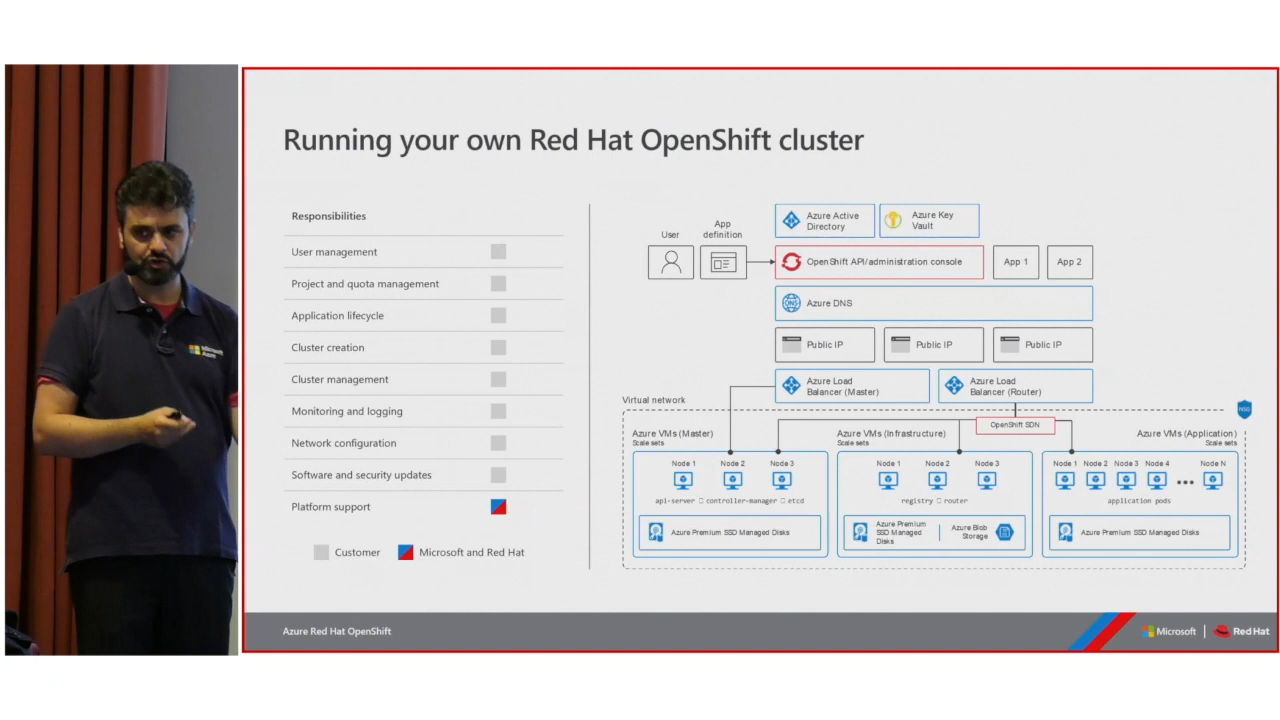 Running your own Red Hat OpenShift cluster
Responsibilities
User management
Project and quota management
Application lifecycle
Cluster creation
Cluster management
Monitoring and logging
Network configuration
Software and security updates
Platform support
Customer
Microsoft and Red Hat
User
App
definition
Azure Active
Directory
Azure Key
Vault
OpenShift API/administration console
App 1
App 2
DNS
Azure DNS
Public IP
Public IP
Public IP
Azure Load
Balancer (Master)
Azure Load
Balancer (Router)
Virtual network
NSG
OpenShift SDN
Azure VMs (Master)
Scale sets
Node 1
Node 2
Node 3
api-server □ controller-manager □ etcd
Azure Premium SSD Managed Disks
Azure VMs (Infrastructure)
Scale sets
Node 1
Node 2
Node 3
registry □ router
Azure Premium
SSD Managed
Disks
Azure Blob
Storage
Azure VMs (Application)
Scale sets
Node 1
Node 2
Node 3
Node 4
Node N
application pods
Azure Premium SSD Managed Disks
Azure Red Hat OpenShift
Microsoft
Red Hat
Microsoft
Azure